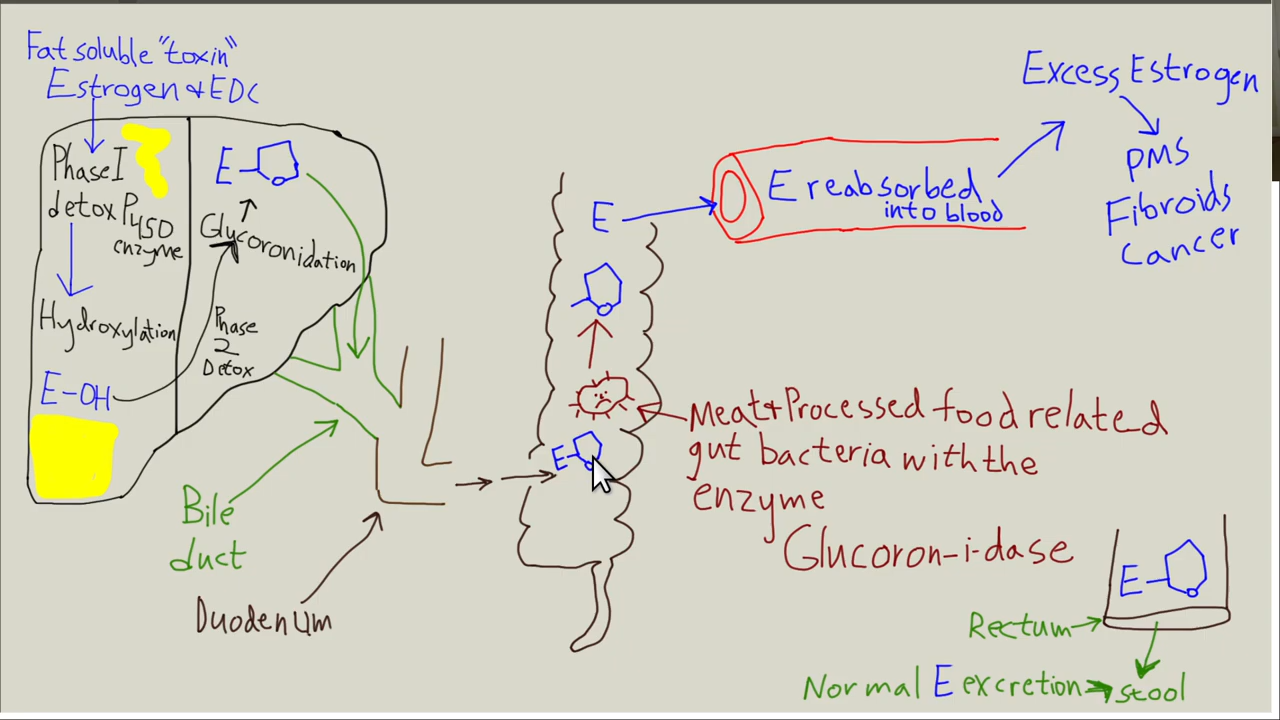 Fat soluble "toxin"
Estrogen & EDC
Phase I
detox P450
enzyme
Hydroxylation
E-OH
E
Glucoronidation
Phase
2
Detox
Bile
duct
Duodenum
E
E
E reabsorbed
into blood
Excess Estrogen
PMS
Fibroids
Cancer
Meat + Processed food related
gut bacteria with the
enzyme
Glucoron-i-dase
E
Rectum
Normal E excretion
stool